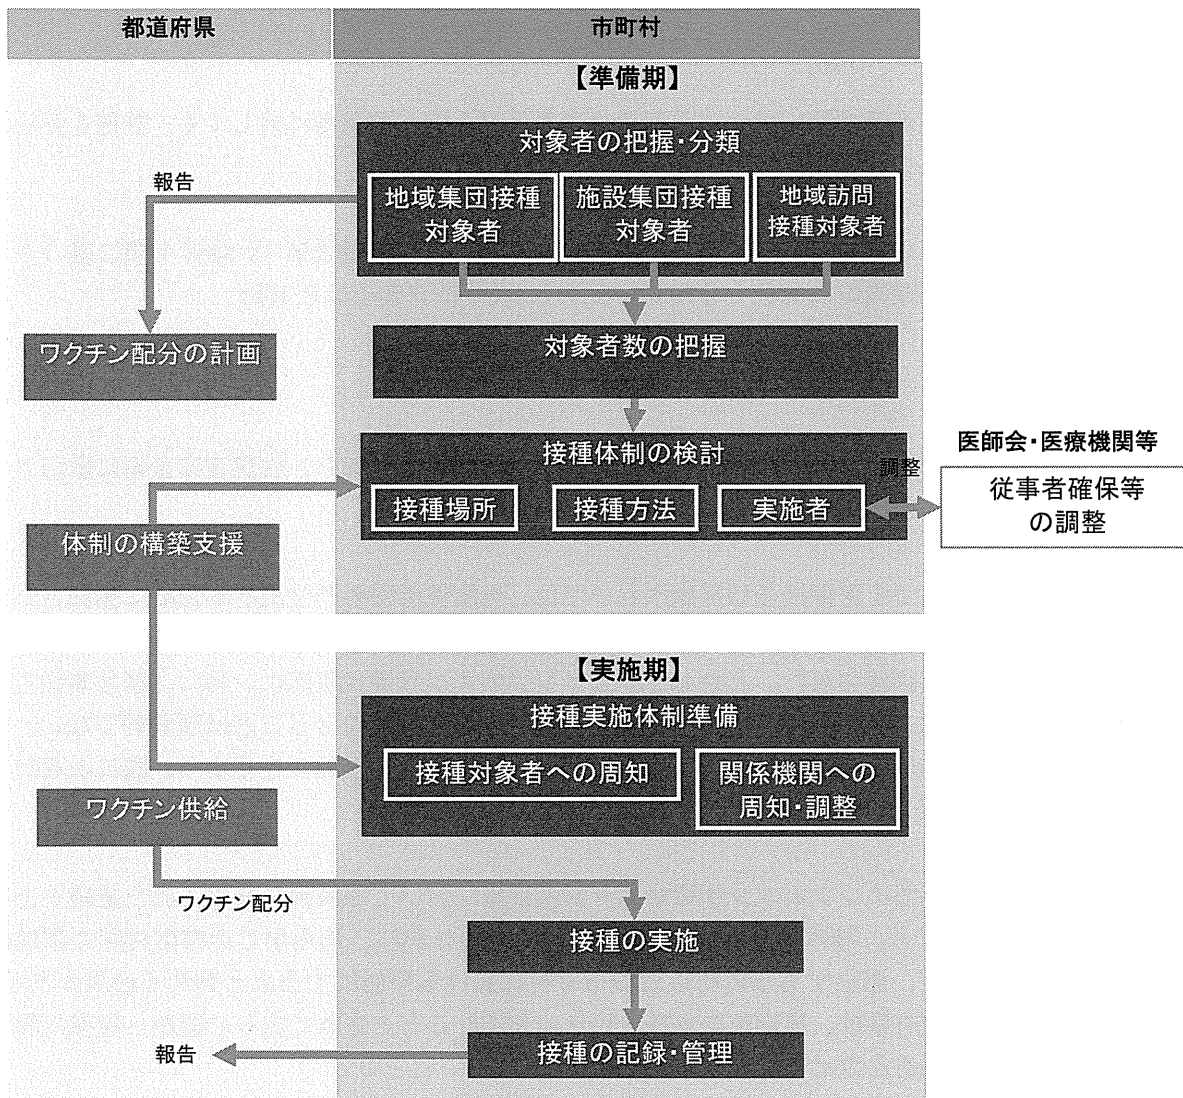 都道府県
市町村
【準備期】
対象者の把握・分類
報告
地域集団接種
対象者
施設集団接種
対象者
地域訪問
接種対象者
ワクチン配分の計画
対象者数の把握
接種体制の検討
医師会・医療機関等
調整
接種場所
接種方法
実施者
従事者確保等
の調整
体制の構築支援
【実施期】
接種実施体制準備
接種対象者への周知
関係機関への
周知・調整
ワクチン供給
ワクチン配分
接種の実施
接種の記録・管理
報告